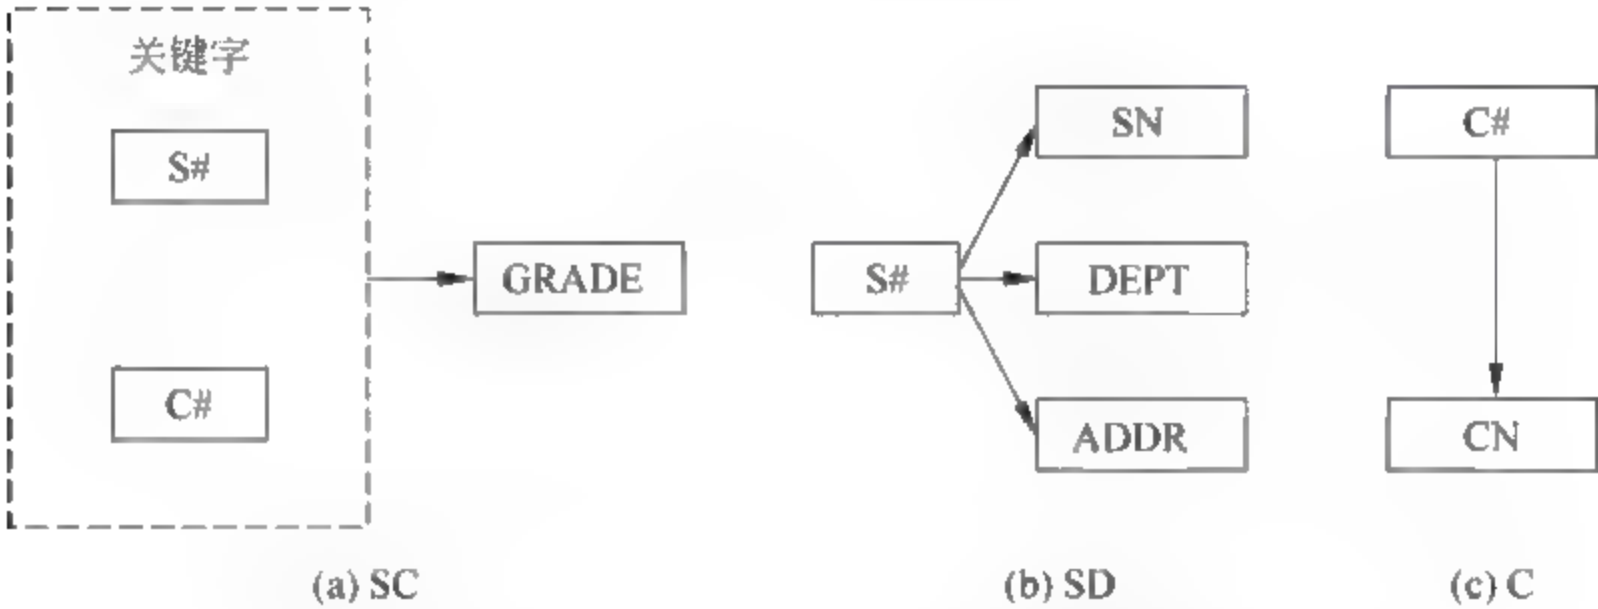 关键字
S#
C#
GRADE
(a) SC
S#
SN
DEPT
ADDR
(b) SD
C#
CN
(c) C